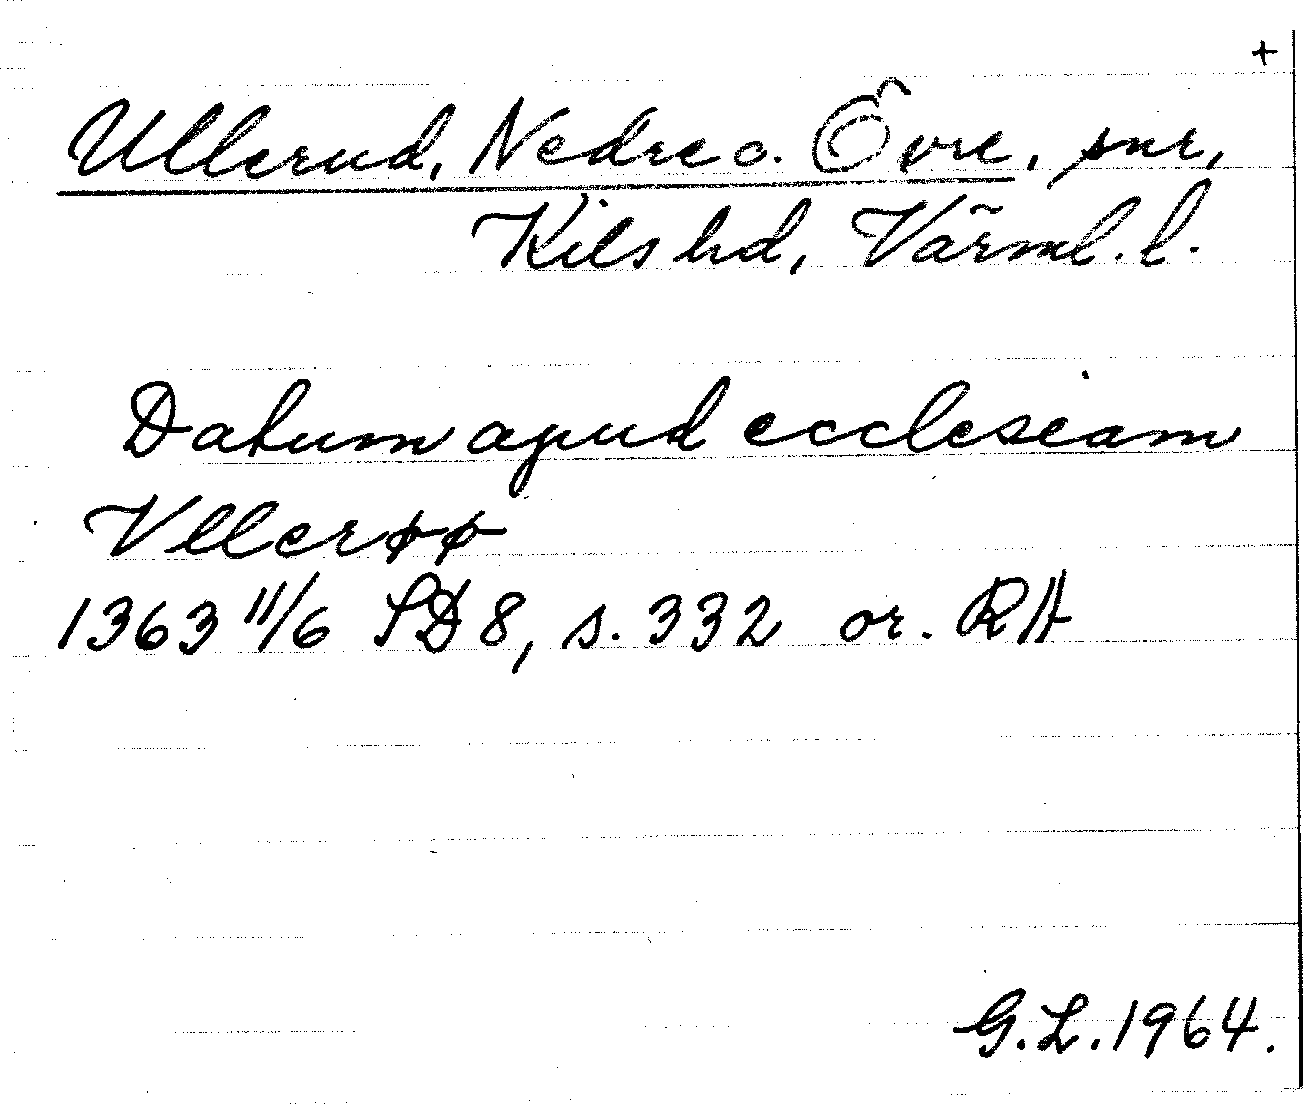 +
Ullerud, Nedre o. Övre, snr,
Kils hd, Värml. l.
Datum apud ecclesiam
Vllerøø
1363 11/6 SD 8, s. 332 or. RA
G.L. 1964.